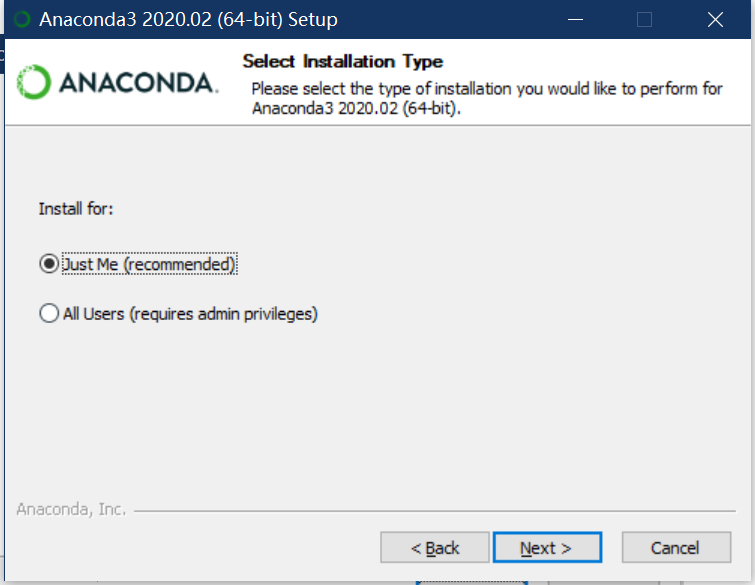 Anaconda3 2020.02 (64-bit) Setup
ANACONDA.
Select Installation Type
Please select the type of installation you would like to perform for
Anaconda3 2020.02 (64-bit).
Install for:
Just Me (recommended)
All Users (requires admin privileges)
Anaconda, Inc.
< Back
Next >
Cancel